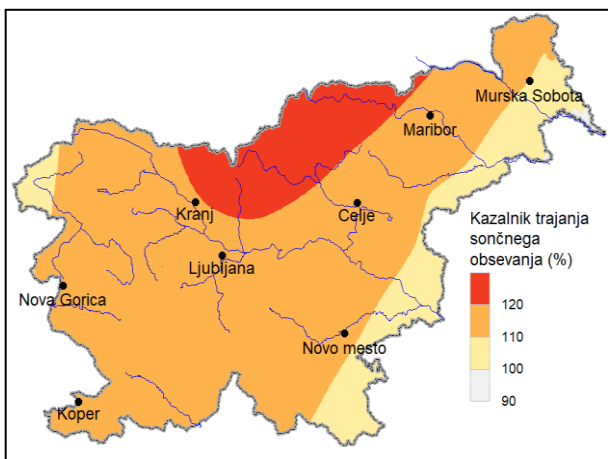 Murska Sobota
Maribor
Kranj
Celje
Ljubljana
Nova Gorica
Novo mesto
Koper
Kazalnik trajanja
sončnega
obsevanja (%)
120
110
100
90